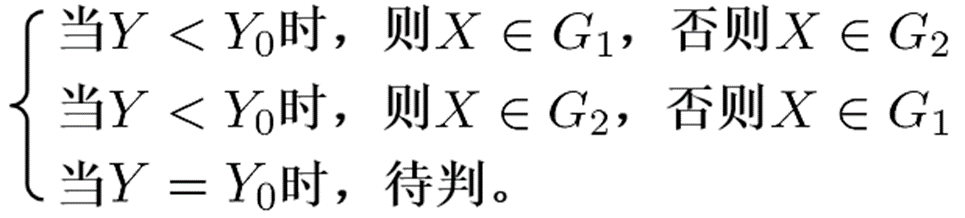 当Y < Y₀时，则X ∈ G₁，否则X ∈ G₂
当Y < Y₀时，则X ∈ G₂，否则X ∈ G₁
当Y = Y₀时，待判。